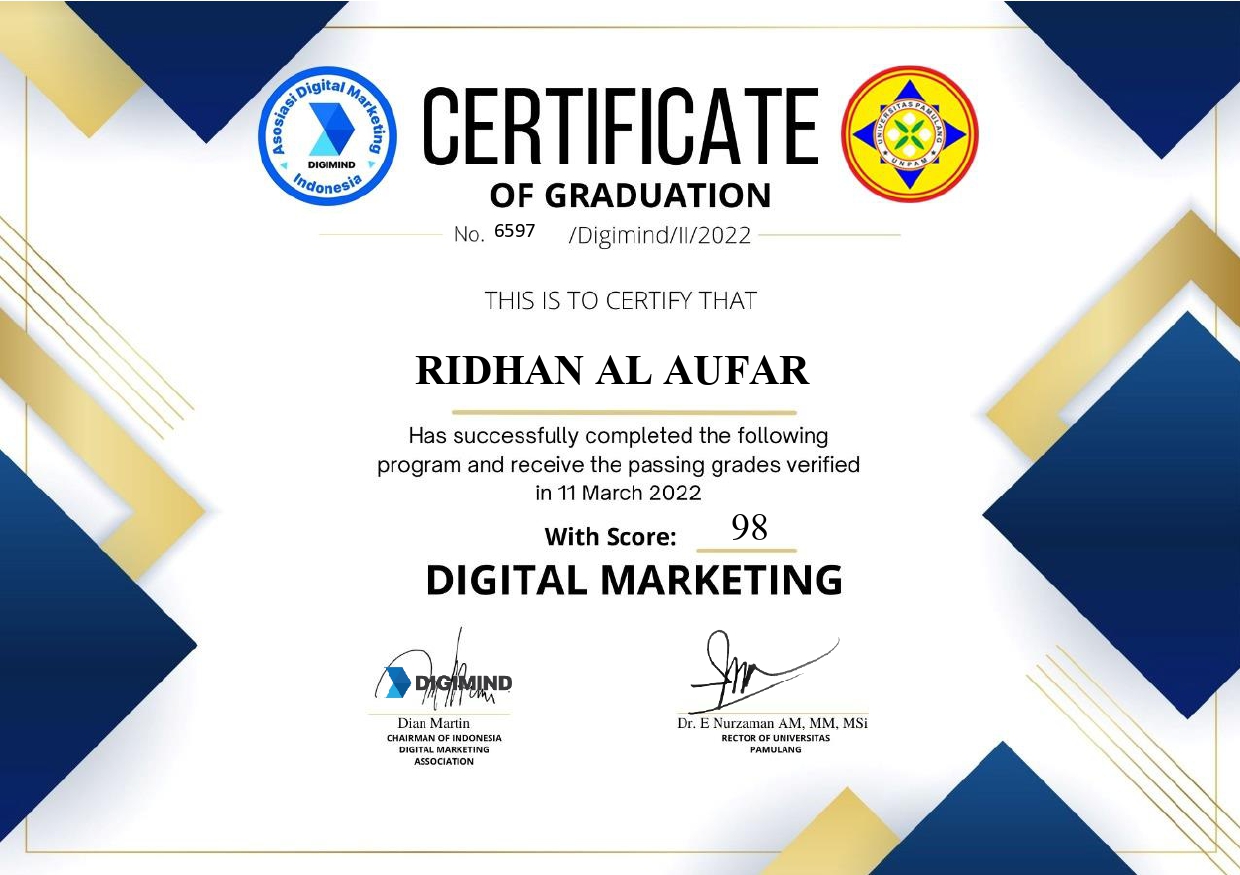 Asosiasi Digital Marketing
DIGIMIND
Indonesia
CERTIFICATE
UNIVERSITAS PAMULANG
UNPAM
OF GRADUATION
No. 6597 /Digimind/II/2022
THIS IS TO CERTIFY THAT
RIDHAN AL AUFAR
Has successfully completed the following
program and receive the passing grades verified
in 11 March 2022
With Score: 98
DIGITAL MARKETING
DIGIMIND
Dian Martin
CHAIRMAN OF INDONESIA
DIGITAL MARKETING
ASSOCIATION
Dr. E Nurzaman AM, MM, MSi
RECTOR OF UNIVERSITAS
PAMULANG